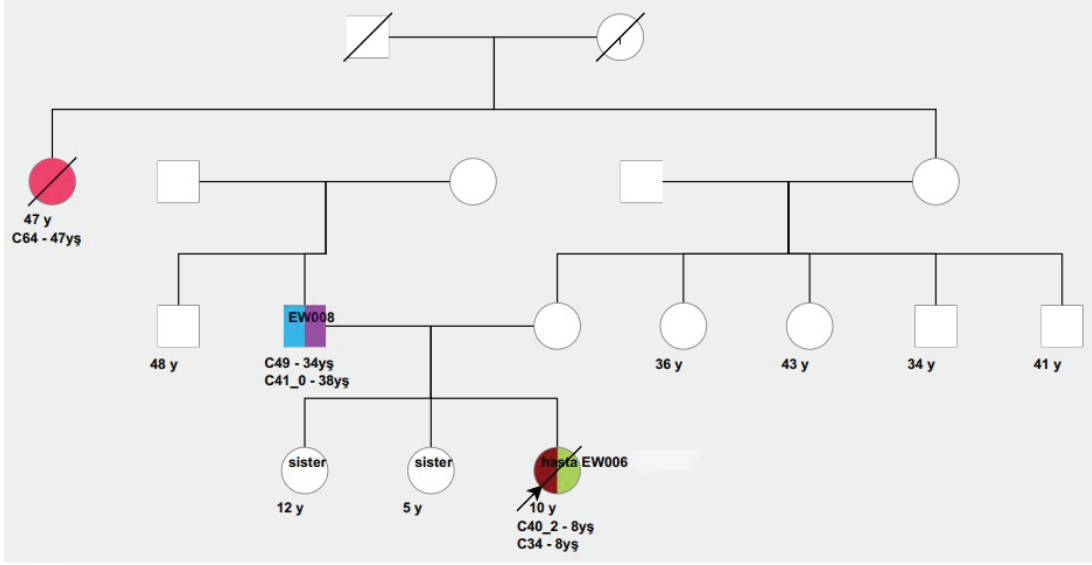 47 y
C64 - 47yş
EW008
48 y
C49 - 34yş
C41_0 - 38yş
36 y
43 y
34 y
41 y
sister
sister
hasta EW006
12 y
5 y
10 y
C40_2 - 8yş
C34 - 8yş